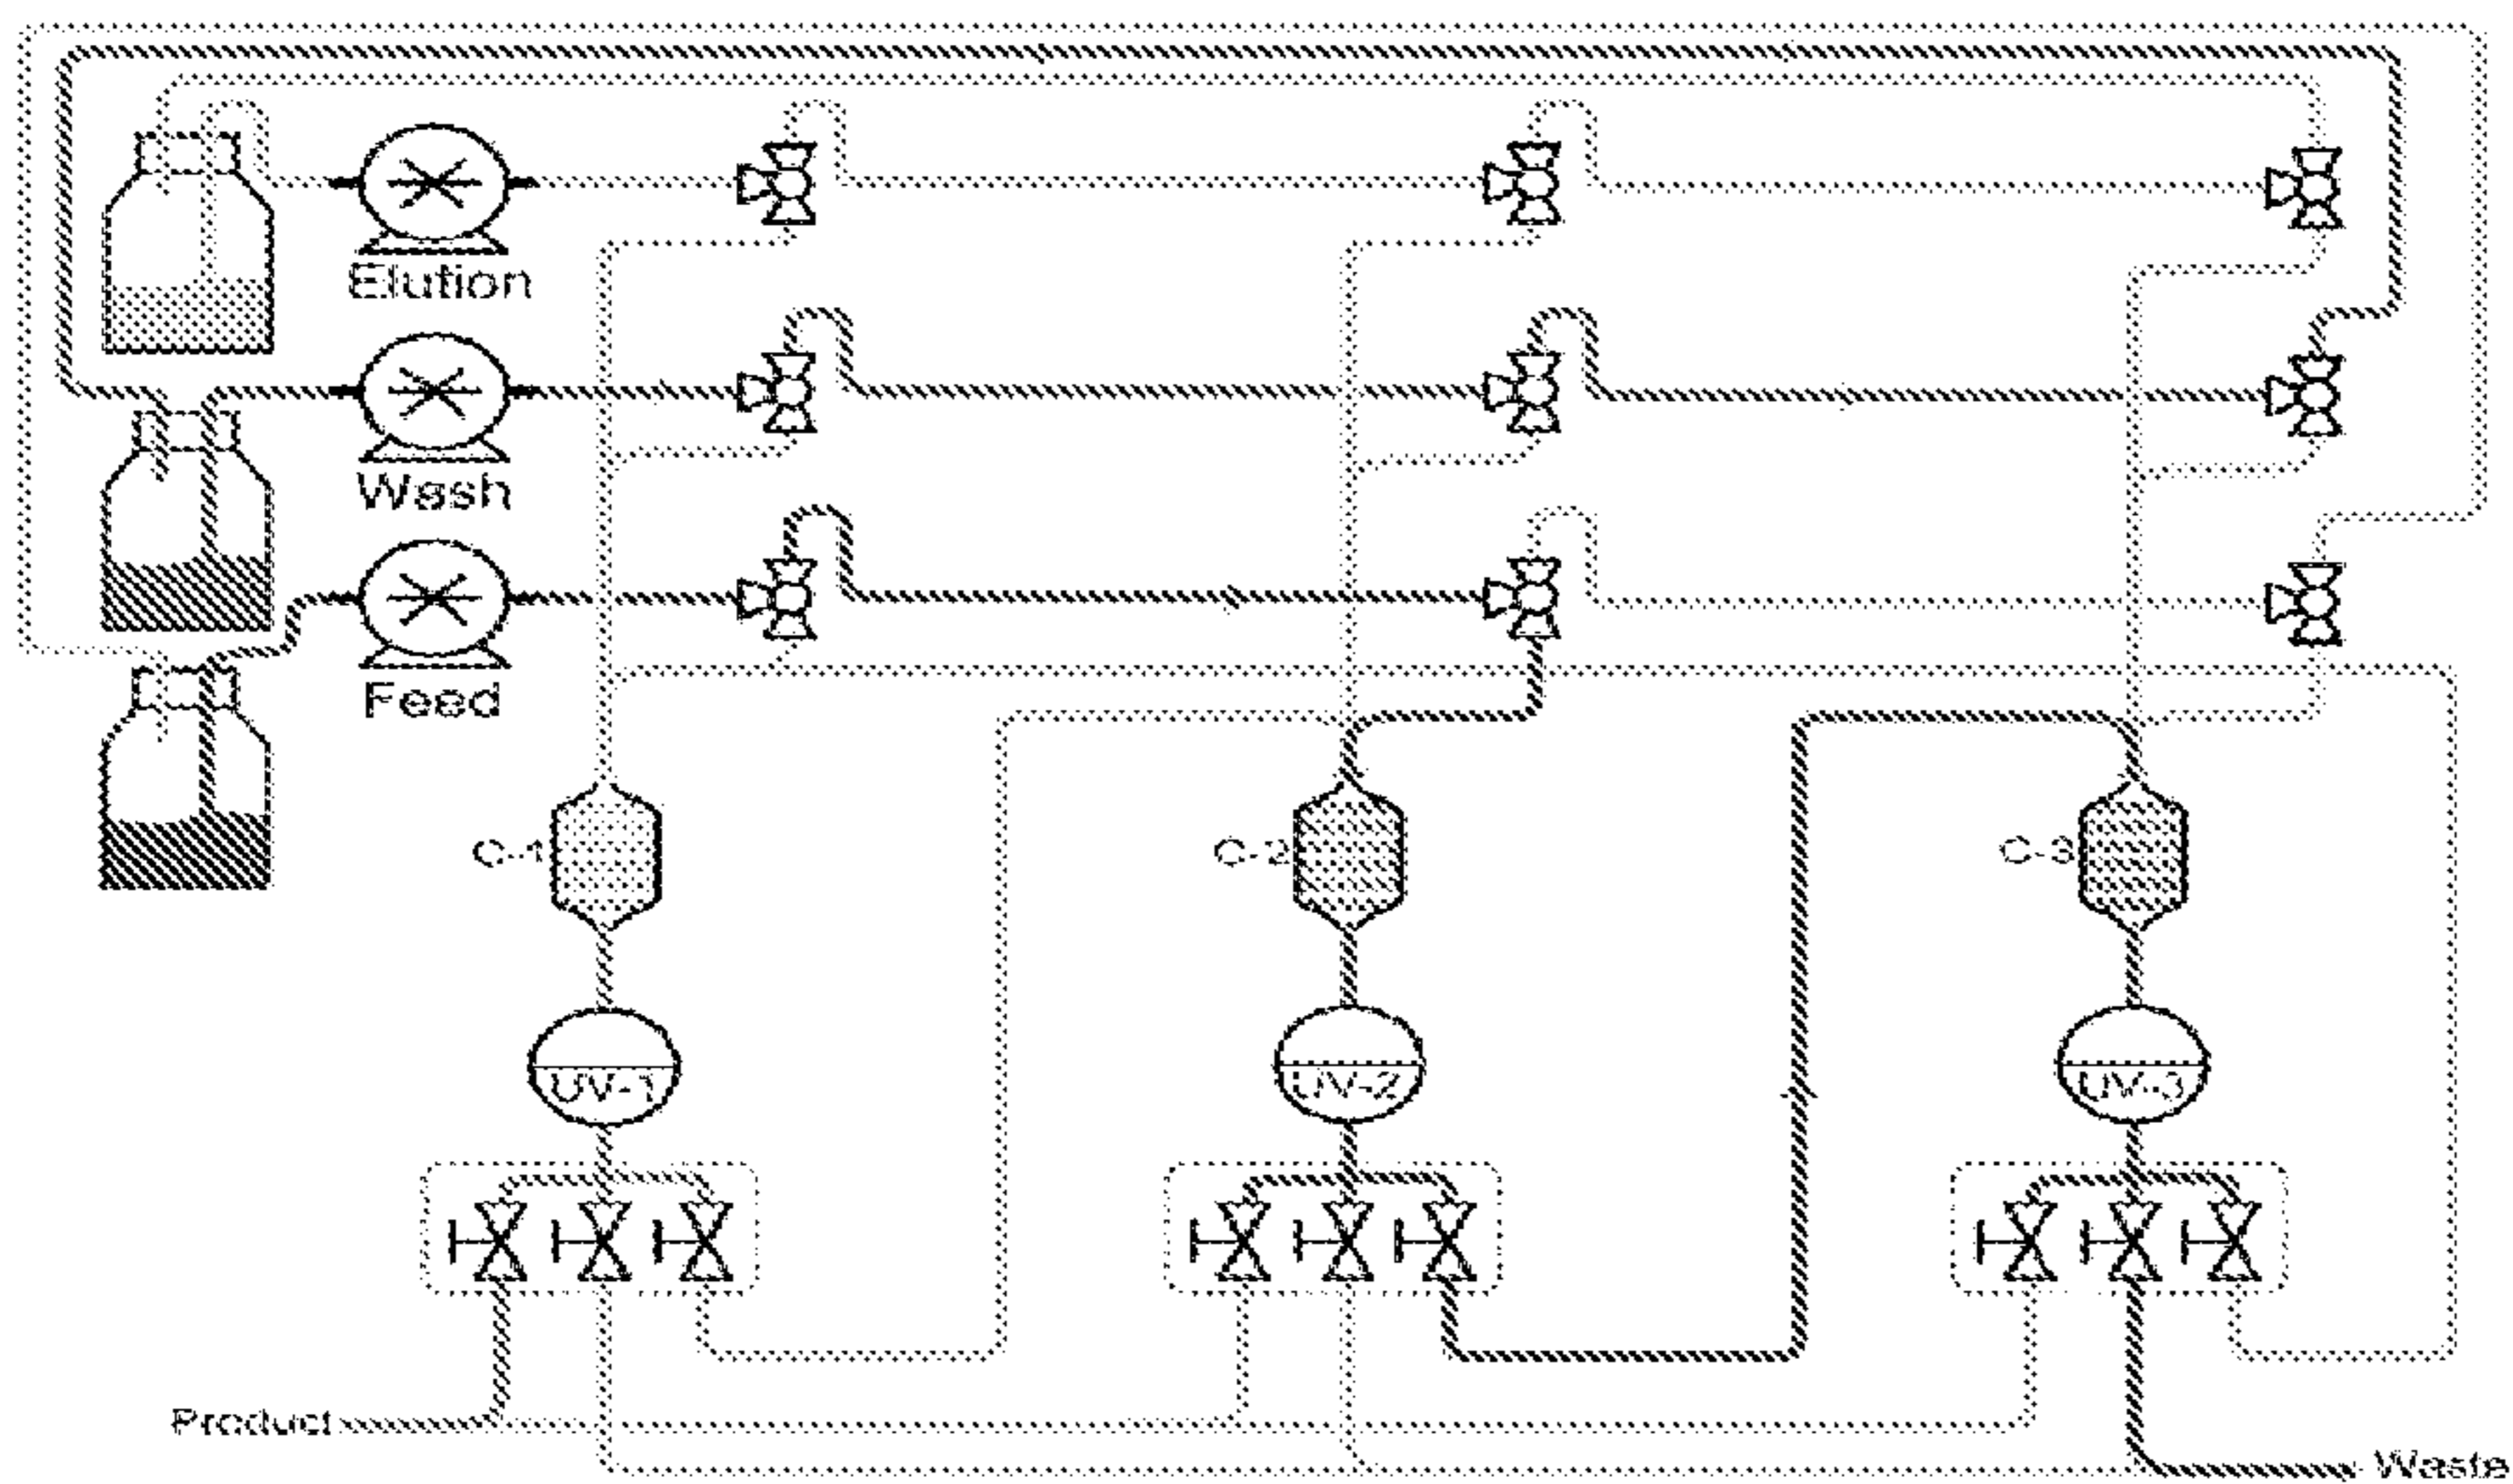 Elution
Wash
Feed
C-1
C-2
C-3
UV-1
UV-2
UV-3
Product
Waste